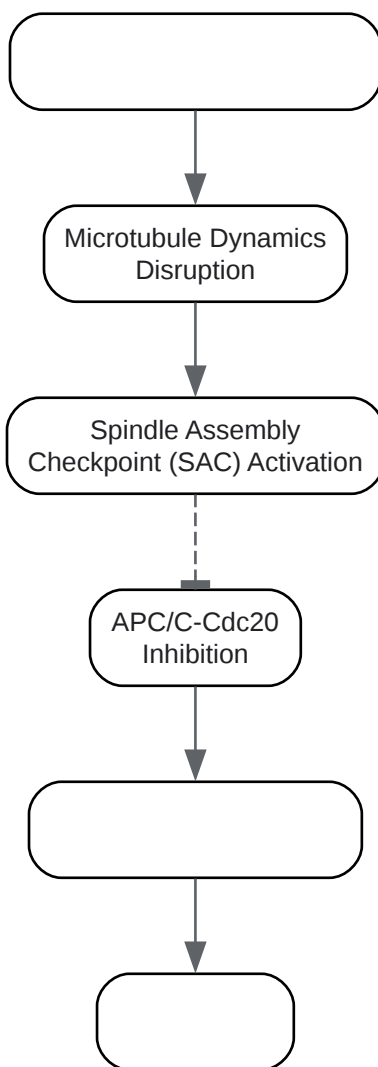 Microtubule Dynamics
Disruption
Spindle Assembly
Checkpoint (SAC) Activation
APC/C-Cdc20
Inhibition